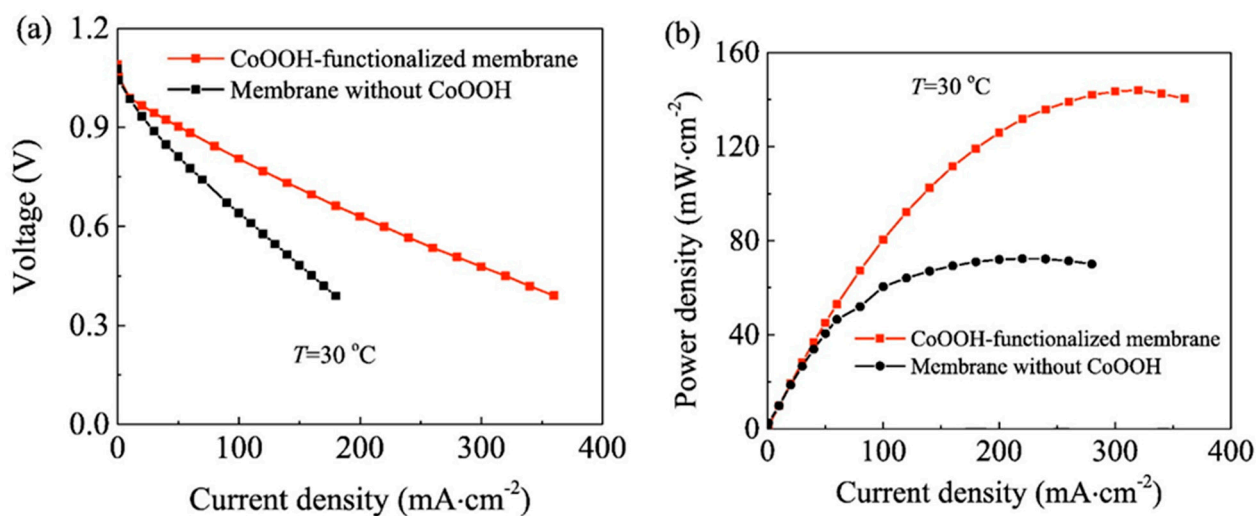 (a)
1.2
0.9
0.6
0.3
0.0
Voltage (V)
CoOOH-functionalized membrane
Membrane without CoOOH
T=30 °C
0
100
200
300
400
Current density (mA·cm⁻²)
(b)
160
120
80
40
0
Power density (mW·cm⁻²)
T=30 °C
CoOOH-functionalized membrane
Membrane without CoOOH
0
100
200
300
400
Current density (mA·cm⁻²)